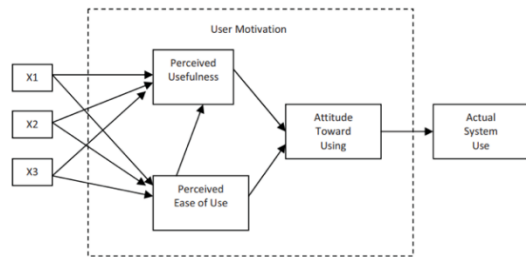 User Motivation
X1
X2
X3
Perceived
Usefulness
Perceived
Ease of Use
Attitude
Toward
Using
Actual
System
Use